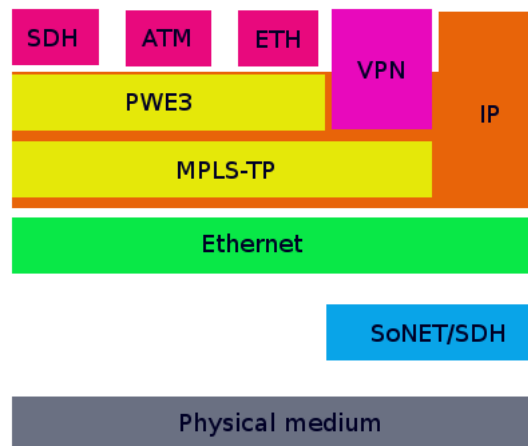 SDH
ATM
ETH
VPN
PWE3
IP
MPLS-TP
Ethernet
SoNET/SDH
Physical medium